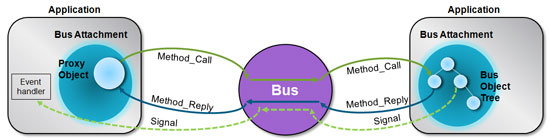 Application
Bus Attachment
Proxy
Object
Event
handler
Method_Call
Method_Reply
Signal
Bus
Method_Call
Method_Reply
Signal
Application
Bus Attachment
Bus
Object
Tree